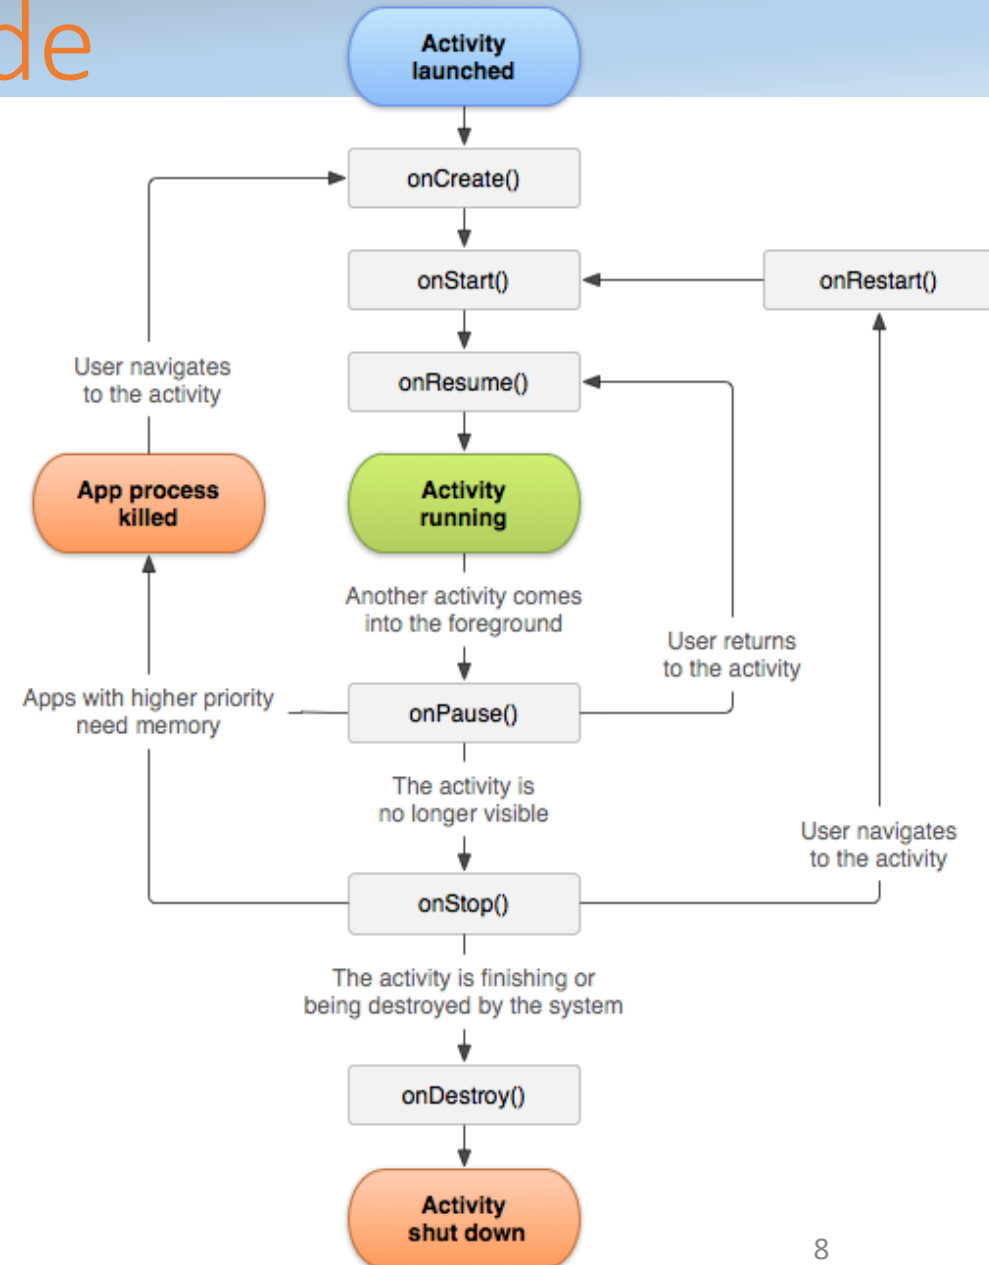 de
Activity
launched
onCreate()
onStart()
onRestart()
onResume()
User navigates
to the activity
App process
killed
Activity
running
Another activity comes
into the foreground
User returns
to the activity
Apps with higher priority
need memory
onPause()
The activity is
no longer visible
User navigates
to the activity
onStop()
The activity is finishing or
being destroyed by the system
onDestroy()
Activity
shut down
8